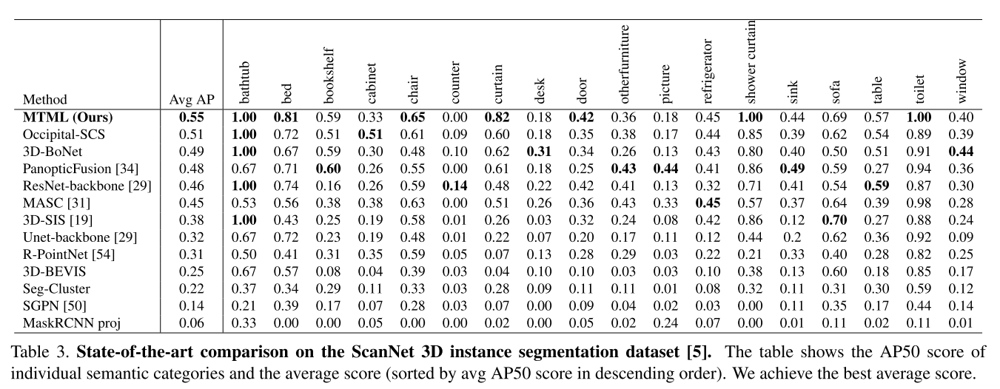 Method Avg AP bathtub bed bookshelf cabinet chair counter curtain desk door otherfurniture picture refrigerator shower curtain sink sofa table toilet window
MTML (Ours) 0.55 1.00 0.81 0.59 0.33 0.65 0.00 0.82 0.18 0.42 0.36 0.18 0.45 1.00 0.44 0.69 0.57 1.00 0.40
Occipital-SCS 0.51 1.00 0.72 0.51 0.51 0.61 0.09 0.60 0.18 0.35 0.38 0.17 0.44 0.85 0.39 0.62 0.54 0.89 0.39
3D-BoNet 0.49 1.00 0.67 0.59 0.30 0.48 0.10 0.62 0.31 0.34 0.26 0.13 0.43 0.80 0.40 0.50 0.51 0.91 0.44
PanopticFusion [34] 0.48 0.67 0.71 0.60 0.26 0.55 0.00 0.61 0.18 0.25 0.43 0.44 0.41 0.86 0.49 0.59 0.27 0.94 0.36
ResNet-backbone [29] 0.46 1.00 0.74 0.16 0.26 0.59 0.14 0.48 0.22 0.42 0.41 0.13 0.32 0.71 0.41 0.54 0.59 0.87 0.30
MASC [31] 0.45 0.53 0.56 0.38 0.38 0.63 0.00 0.51 0.26 0.36 0.43 0.33 0.45 0.57 0.37 0.64 0.39 0.98 0.28
3D-SIS [19] 0.38 1.00 0.43 0.25 0.19 0.58 0.01 0.26 0.03 0.32 0.24 0.08 0.42 0.86 0.12 0.70 0.27 0.88 0.24
Unet-backbone [29] 0.32 0.67 0.72 0.23 0.19 0.48 0.01 0.22 0.07 0.20 0.17 0.11 0.12 0.44 0.2 0.62 0.36 0.92 0.09
R-PointNet [54] 0.31 0.50 0.41 0.31 0.35 0.59 0.05 0.07 0.13 0.28 0.29 0.03 0.22 0.21 0.33 0.40 0.28 0.82 0.25
3D-BEVIS 0.25 0.67 0.57 0.08 0.04 0.39 0.03 0.04 0.10 0.10 0.03 0.03 0.10 0.38 0.13 0.60 0.18 0.85 0.17
Seg-Cluster 0.22 0.37 0.34 0.29 0.11 0.33 0.03 0.28 0.09 0.11 0.11 0.01 0.08 0.32 0.11 0.31 0.30 0.59 0.12
SGPN [50] 0.14 0.21 0.39 0.17 0.07 0.28 0.03 0.07 0.00 0.09 0.04 0.02 0.03 0.00 0.11 0.35 0.17 0.44 0.14
MaskRCNN proj 0.06 0.33 0.00 0.00 0.05 0.00 0.00 0.02 0.00 0.05 0.02 0.24 0.07 0.00 0.01 0.11 0.02 0.11 0.01
Table 3. State-of-the-art comparison on the ScanNet 3D instance segmentation dataset [5]. The table shows the AP50 score of
individual semantic categories and the average score (sorted by avg AP50 score in descending order). We achieve the best average score.